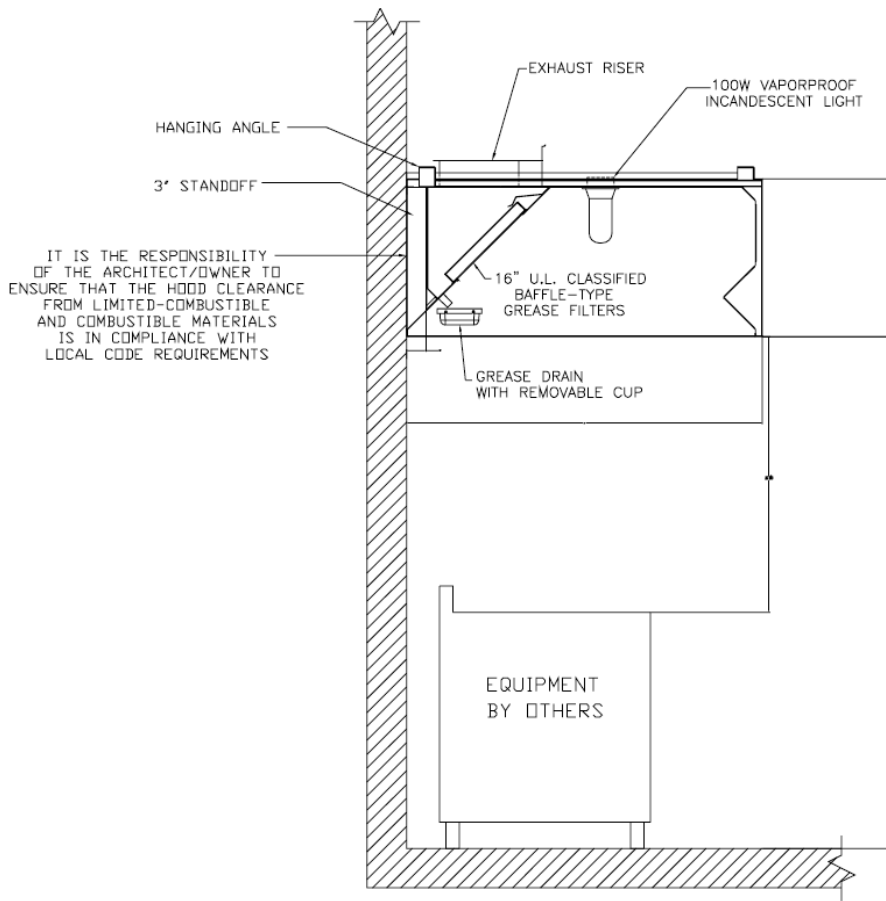 EXHAUST RISER
100W VAPORPROOF
INCANDESCENT LIGHT
HANGING ANGLE
3" STANDOFF
IT IS THE RESPONSIBILITY
OF THE ARCHITECT/OWNER TO
ENSURE THAT THE HOOD CLEARANCE
FROM LIMITED-COMBUSTIBLE
AND COMBUSTIBLE MATERIALS
IS IN COMPLIANCE WITH
LOCAL CODE REQUIREMENTS
16" U.L. CLASSIFIED
BAFFLE-TYPE
GREASE FILTERS
GREASE DRAIN
WITH REMOVABLE CUP
EQUIPMENT
BY OTHERS